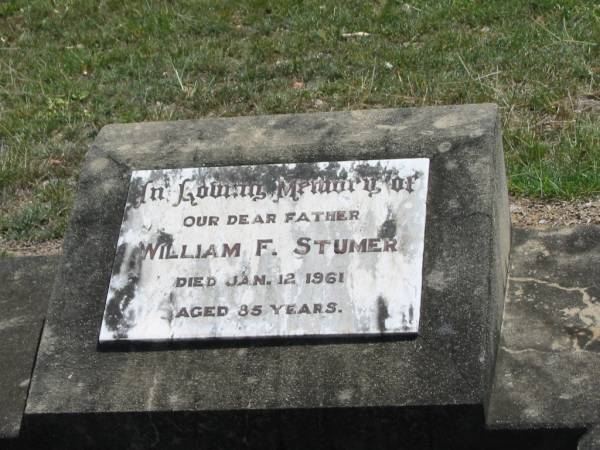 In Loving Memory of
OUR DEAR FATHER
WILLIAM F. STUMER
DIED JAN. 12 1961
AGED 85 YEARS.